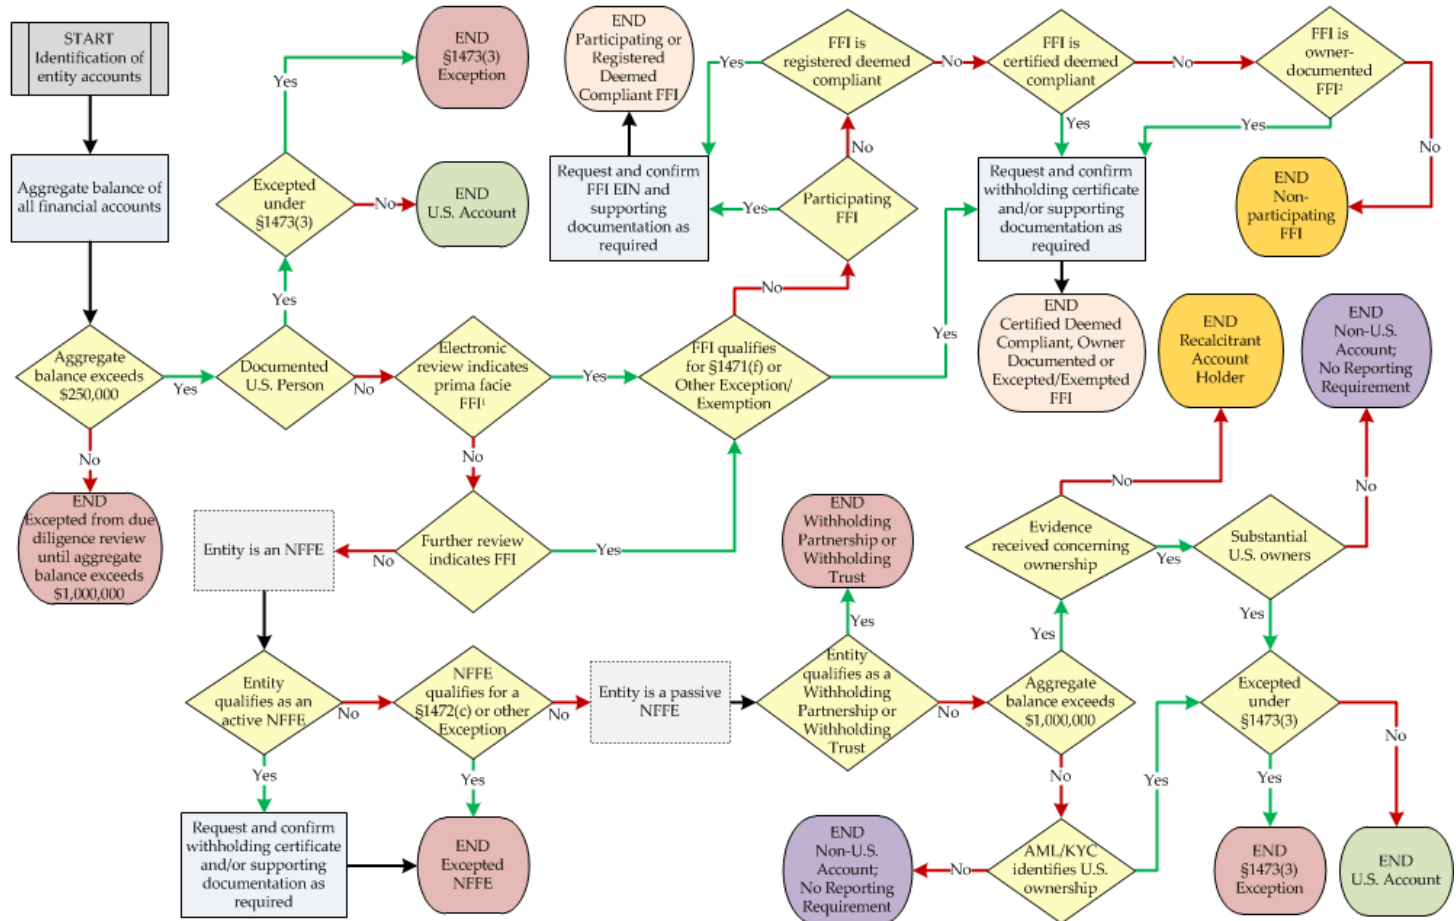 START
Identification of
entity accounts
Aggregate balance of
all financial accounts
Aggregate
balance exceeds
$250,000
Yes
No
END
Excepted from due
diligence review
until aggregate
balance exceeds
$1,000,000
Documented
U.S. Person
Yes
No
Excepted
under
§1473(3)
Yes
No
END
§1473(3)
Exception
END
U.S. Account
Electronic
review indicates
prima facie
FFI¹
Yes
No
Further review
indicates FFI
Yes
No
FFI qualifies
for §1471(f) or
Other Exception/
Exemption
No
Yes
Participating
FFI
Yes
No
FFI is
registered deemed
compliant
Yes
No
Request and confirm
FFI EIN and
supporting
documentation as
required
END
Participating or
Registered
Deemed
Compliant FFI
FFI is
certified deemed
compliant
Yes
No
FFI is
owner-
documented
FFI²
Yes
No
END
Non-
participating
FFI
Request and confirm
withholding certificate
and/or supporting
documentation as
required
END
Certified Deemed
Compliant, Owner
Documented or
Excepted/Exempted
FFI
Entity is an NFFE
Entity
qualifies as an
active NFFE
No
Yes
Request and confirm
withholding certificate
and/or supporting
documentation as
required
NFFE
qualifies for a
§1472(c) or other
Exception
No
Yes
END
Excepted
NFFE
Entity is a passive
NFFE
Entity
qualifies as a
Withholding
Partnership or
Withholding
Trust
Yes
No
END
Withholding
Partnership or
Withholding
Trust
Aggregate
balance exceeds
$1,000,000
Yes
No
Evidence
received concerning
ownership
No
Yes
END
Recalcitrant
Account
Holder
Substantial
U.S. owners
No
Yes
END
Non-U.S.
Account;
No Reporting
Requirement
AML/KYC
identifies U.S.
ownership
No
Yes
END
Non-U.S.
Account;
No Reporting
Requirement
Excepted
under
§1473(3)
Yes
No
END
§1473(3)
Exception
END
U.S. Account